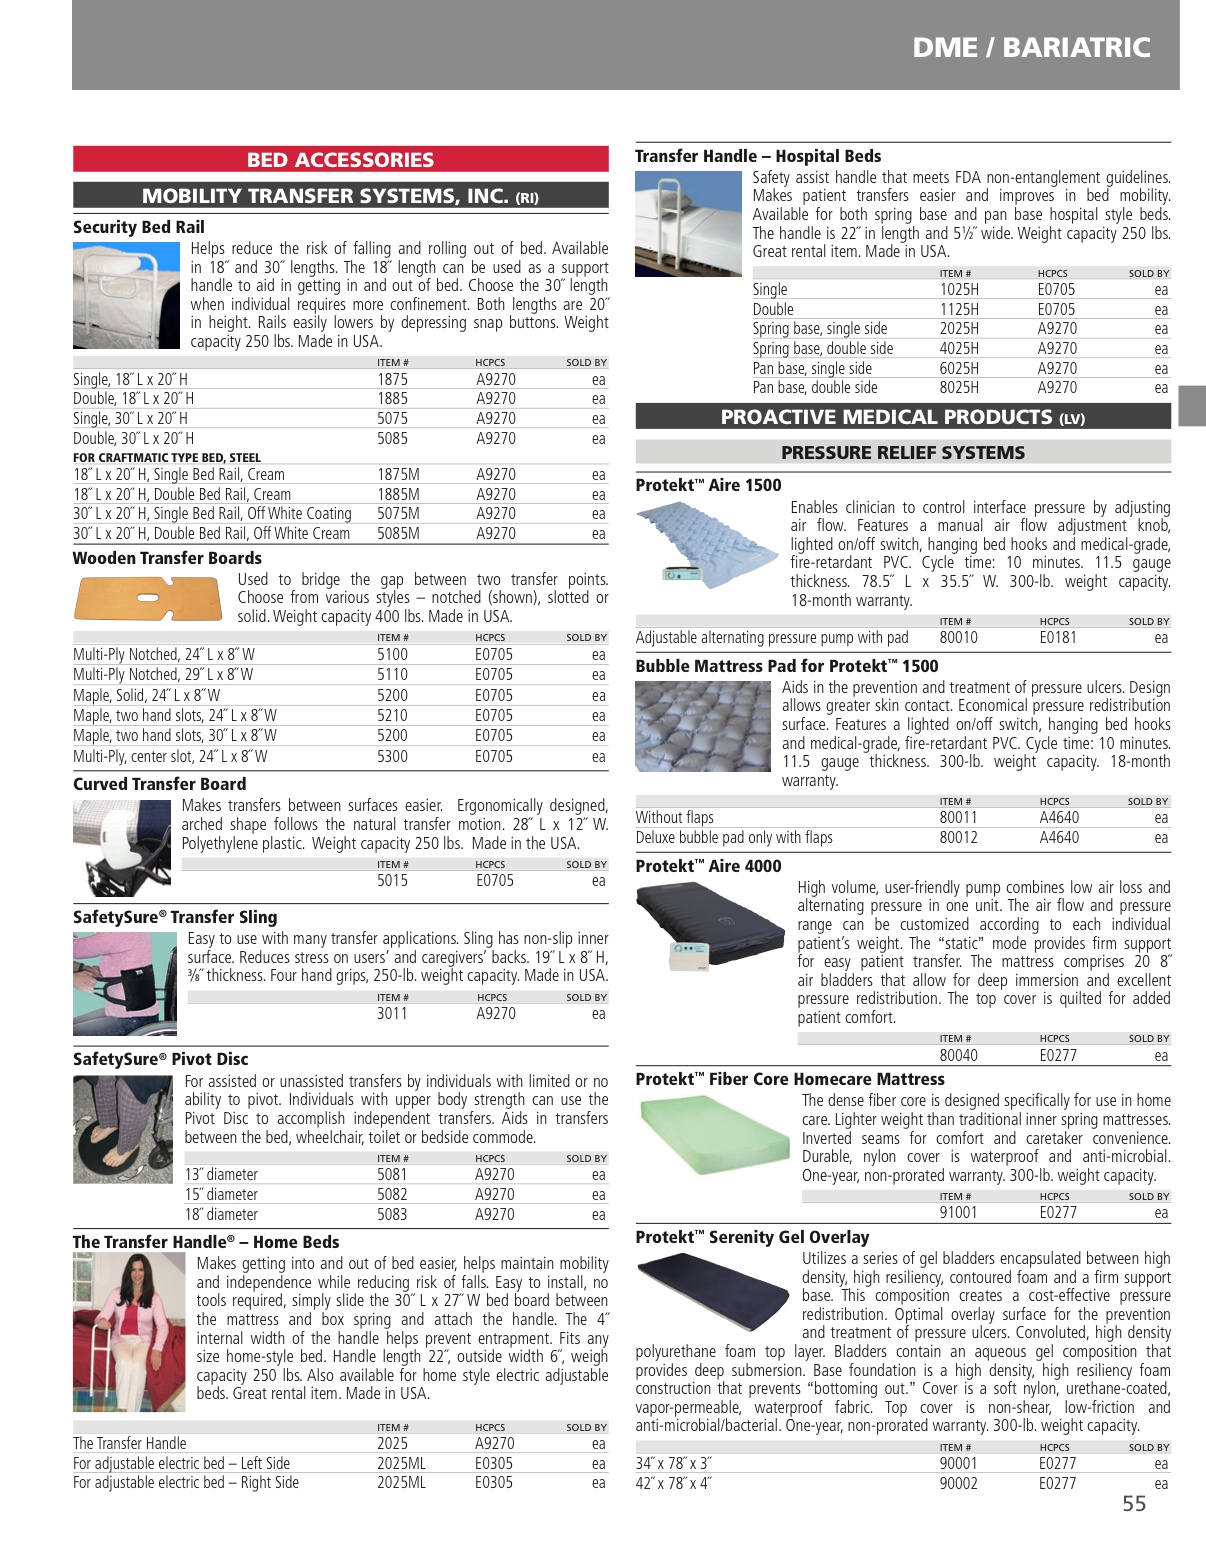 DME / BARIATRIC
BED ACCESSORIES
MOBILITY TRANSFER SYSTEMS, INC. (RI)
Security Bed Rail
Helps reduce the risk of falling and rolling out of bed. Available
in 18˝ and 30˝ lengths. The 18˝ length can be used as a support
handle to aid in getting in and out of bed. Choose the 30˝ length
when individual requires more confinement. Both lengths are 20˝
in height. Rails easily lowers by depressing snap buttons. Weight
capacity 250 lbs. Made in USA.
ITEM # HCPCS SOLD BY
Single, 18˝ L x 20˝ H 1875 A9270 ea
Double, 18˝ L x 20˝ H 1885 A9270 ea
Single, 30˝ L x 20˝ H 5075 A9270 ea
Double, 30˝ L x 20˝ H 5085 A9270 ea
FOR CRAFTMATIC TYPE BED, STEEL
18˝ L x 20˝ H, Single Bed Rail, Cream 1875M A9270 ea
18˝ L x 20˝ H, Double Bed Rail, Cream 1885M A9270 ea
30˝ L x 20˝ H, Single Bed Rail, Off White Coating 5075M A9270 ea
30˝ L x 20˝ H, Double Bed Rail, Off White Cream 5085M A9270 ea
Wooden Transfer Boards
Used to bridge the gap between two transfer points.
Choose from various styles – notched (shown), slotted or
solid. Weight capacity 400 lbs. Made in USA.
ITEM # HCPCS SOLD BY
Multi-Ply Notched, 24˝ L x 8˝ W 5100 E0705 ea
Multi-Ply Notched, 29˝ L x 8˝ W 5110 E0705 ea
Maple, Solid, 24˝ L x 8˝ W 5200 E0705 ea
Maple, two hand slots, 24˝ L x 8˝ W 5210 E0705 ea
Maple, two hand slots, 30˝ L x 8˝ W 5200 E0705 ea
Multi-Ply, center slot, 24˝ L x 8˝ W 5300 E0705 ea
Curved Transfer Board
Makes transfers between surfaces easier. Ergonomically designed,
arched shape follows the natural transfer motion. 28˝ L x 12˝ W.
Polyethylene plastic. Weight capacity 250 lbs. Made in the USA.
ITEM # HCPCS SOLD BY
5015 E0705 ea
SafetySure® Transfer Sling
Easy to use with many transfer applications. Sling has non-slip inner
surface. Reduces stress on users’ and caregivers’ backs. 19˝ L x 8˝ H,
⅜˝ thickness. Four hand grips, 250-lb. weight capacity. Made in USA.
ITEM # HCPCS SOLD BY
3011 A9270 ea
SafetySure® Pivot Disc
For assisted or unassisted transfers by individuals with limited or no
ability to pivot. Individuals with upper body strength can use the
Pivot Disc to accomplish independent transfers. Aids in transfers
between the bed, wheelchair, toilet or bedside commode.
ITEM # HCPCS SOLD BY
13˝ diameter 5081 A9270 ea
15˝ diameter 5082 A9270 ea
18˝ diameter 5083 A9270 ea
The Transfer Handle® – Home Beds
Makes getting into and out of bed easier, helps maintain mobility
and independence while reducing risk of falls. Easy to install, no
tools required, simply slide the 30˝ L x 27˝ W bed board between
the mattress and box spring and attach the handle. The 4˝
internal width of the handle helps prevent entrapment. Fits any
size home-style bed. Handle length 22˝, outside width 6˝, weigh
capacity 250 lbs. Also available for home style electric adjustable
beds. Great rental item. Made in USA.
ITEM # HCPCS SOLD BY
The Transfer Handle 2025 A9270 ea
For adjustable electric bed – Left Side 2025ML E0305 ea
For adjustable electric bed – Right Side 2025ML E0305 ea
Transfer Handle – Hospital Beds
Safety assist handle that meets FDA non-entanglement guidelines.
Makes patient transfers easier and improves in bed mobility.
Available for both spring base and pan base hospital style beds.
The handle is 22˝ in length and 5½˝ wide. Weight capacity 250 lbs.
Great rental item. Made in USA.
ITEM # HCPCS SOLD BY
Single 1025H E0705 ea
Double 1125H E0705 ea
Spring base, single side 2025H A9270 ea
Spring base, double side 4025H A9270 ea
Pan base, single side 6025H A9270 ea
Pan base, double side 8025H A9270 ea
PROACTIVE MEDICAL PRODUCTS (LV)
PRESSURE RELIEF SYSTEMS
Protekt™ Aire 1500
Enables clinician to control interface pressure by adjusting
air flow. Features a manual air flow adjustment knob,
lighted on/off switch, hanging bed hooks and medical-grade,
fire-retardant PVC. Cycle time: 10 minutes. 11.5 gauge
thickness. 78.5˝ L x 35.5˝ W. 300-lb. weight capacity.
18-month warranty.
ITEM # HCPCS SOLD BY
Adjustable alternating pressure pump with pad 80010 E0181 ea
Bubble Mattress Pad for Protekt™ 1500
Aids in the prevention and treatment of pressure ulcers. Design
allows greater skin contact. Economical pressure redistribution
surface. Features a lighted on/off switch, hanging bed hooks
and medical-grade, fire-retardant PVC. Cycle time: 10 minutes.
11.5 gauge thickness. 300-lb. weight capacity. 18-month
warranty.
ITEM # HCPCS SOLD BY
Without flaps 80011 A4640 ea
Deluxe bubble pad only with flaps 80012 A4640 ea
Protekt™ Aire 4000
High volume, user-friendly pump combines low air loss and
alternating pressure in one unit. The air flow and pressure
range can be customized according to each individual
patient’s weight. The “static” mode provides firm support
for easy patient transfer. The mattress comprises 20 8˝
air bladders that allow for deep immersion and excellent
pressure redistribution. The top cover is quilted for added
patient comfort.
ITEM # HCPCS SOLD BY
80040 E0277 ea
Protekt™ Fiber Core Homecare Mattress
The dense fiber core is designed specifically for use in home
care. Lighter weight than traditional inner spring mattresses.
Inverted seams for comfort and caretaker convenience.
Durable, nylon cover is waterproof and anti-microbial.
One-year, non-prorated warranty. 300-lb. weight capacity.
ITEM # HCPCS SOLD BY
91001 E0277 ea
Protekt™ Serenity Gel Overlay
Utilizes a series of gel bladders encapsulated between high
density, high resiliency, contoured foam and a firm support
base. This composition creates a cost-effective pressure
redistribution. Optimal overlay surface for the prevention
and treatment of pressure ulcers. Convoluted, high density
polyurethane foam top layer. Bladders contain an aqueous gel composition that
provides deep submersion. Base foundation is a high density, high resiliency foam
construction that prevents “bottoming out.” Cover is a soft nylon, urethane-coated,
vapor-permeable, waterproof fabric. Top cover is non-shear, low-friction and
anti-microbial/bacterial. One-year, non-prorated warranty. 300-lb. weight capacity.
ITEM # HCPCS SOLD BY
34˝ x 78˝ x 3˝ 90001 E0277 ea
42˝ x 78˝ x 4˝ 90002 E0277 ea
55